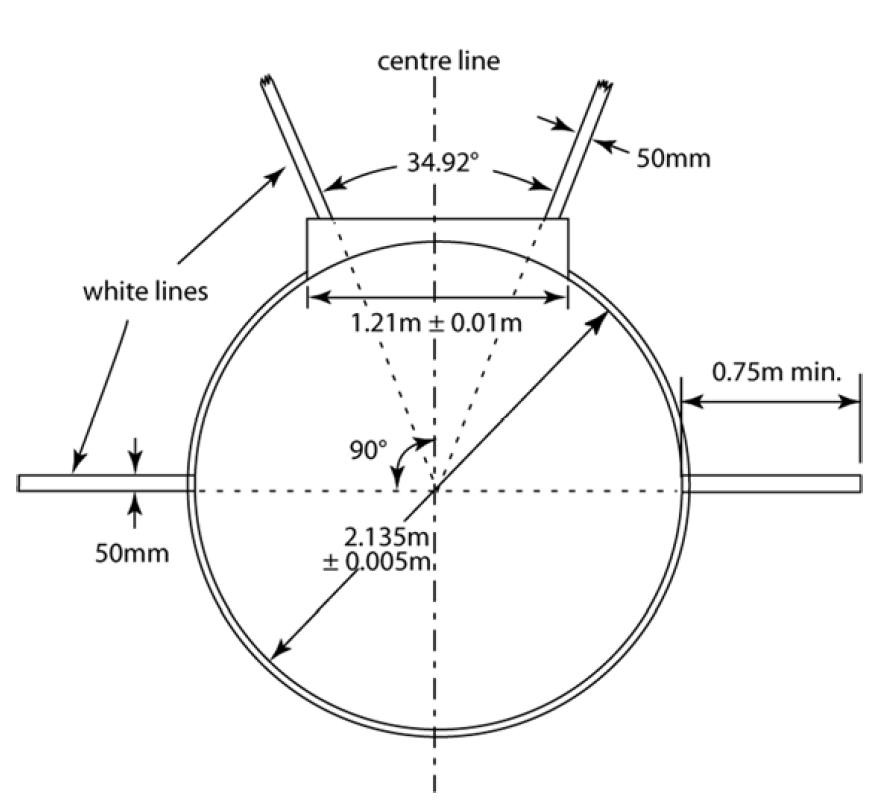 centre line
34.92°
50mm
white lines
1.21m ± 0.01m
0.75m min.
90°
2.135m
± 0.005m
50mm